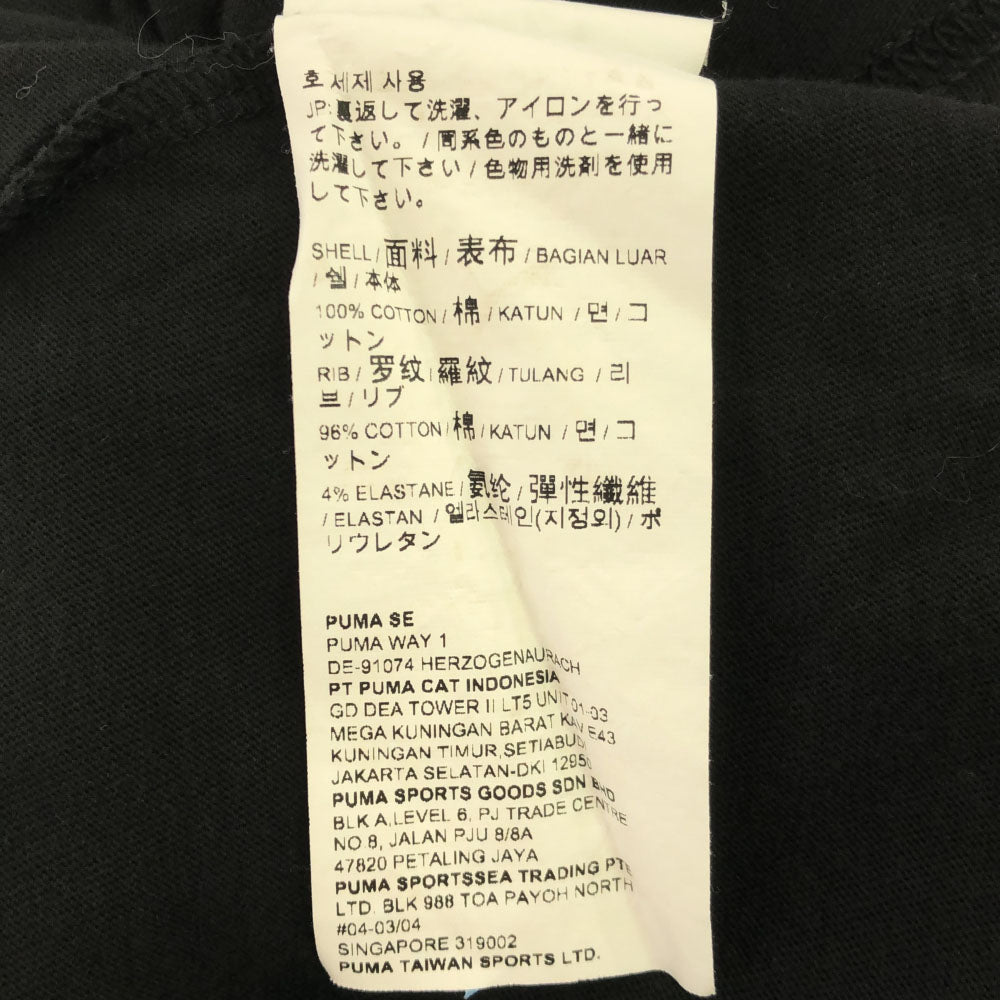 호 세제 사용
JP:裏返して洗濯、アイロンを行っ
て下さい。/ 同系色のものと一緒に
洗濯して下さい / 色物用洗剤を使用
して下さい。
SHELL / 面料 / 表布 / BAGIAN LUAR
/ 쉘 / 本体
100% COTTON / 棉 / KATUN / 면 / コ
ットン
RIB / 罗纹 / 羅紋 / TULANG / 리
브 / リブ
96% COTTON / 棉 / KATUN / 면 / コ
ットン
4% ELASTANE / 氨纶 / 彈性纖維
/ ELASTAN / 엘라스테인(지정외) / ポ
リウレタン
PUMA SE
PUMA WAY 1
DE-91074 HERZOGENAURACH
PT PUMA CAT INDONESIA
GD DEA TOWER II LT5 UNIT 01-03
MEGA KUNINGAN BARAT KAV E43
KUNINGAN TIMUR,SETIABUDI
JAKARTA SELATAN-DKI 12950
PUMA SPORTS GOODS SDN BHD
BLK A,LEVEL 6, PJ TRADE CENTRE
NO.8, JALAN PJU 8/8A
47820 PETALING JAYA
PUMA SPORTSSEA TRADING PTE
LTD. BLK 988 TOA PAYOH NORTH
#04-03/04
SINGAPORE 319002
PUMA TAIWAN SPORTS LTD.